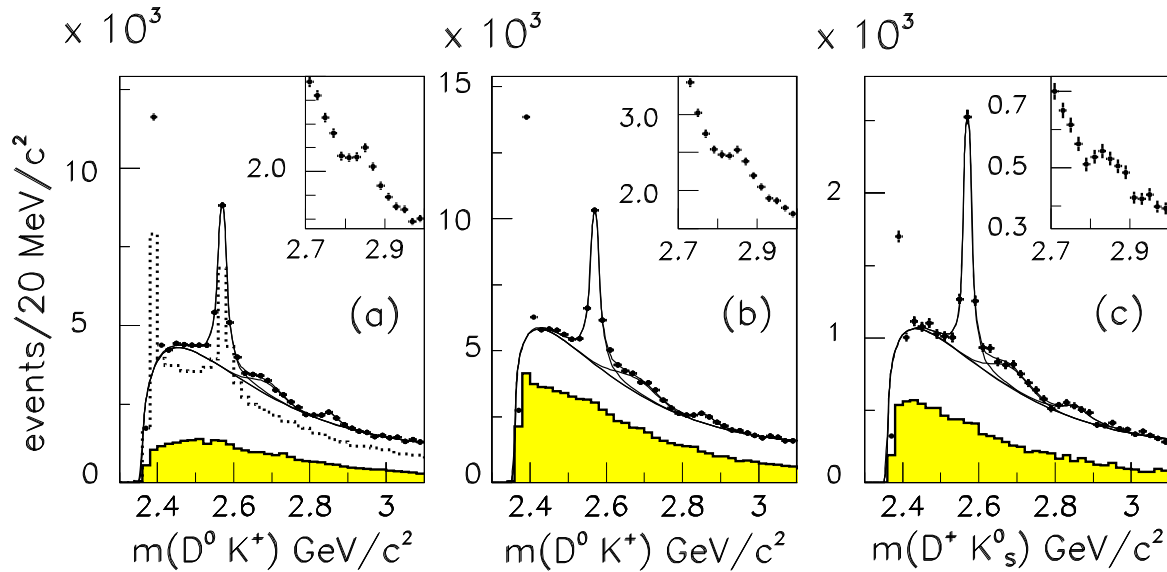 x 10³ x 10³ x 10³
events/20 MeV/c²
10
5
0
2.0
2.7 2.9
(a)
2.4 2.6 2.8 3
m(D⁰ K⁺) GeV/c²
15
10
5
0
3.0
2.0
2.7 2.9
(b)
2.4 2.6 2.8 3
m(D⁰ K⁺) GeV/c²
2
1
0
0.7
0.5
0.3
2.7 2.9
(c)
2.4 2.6 2.8 3
m(D⁺ K⁰ₛ) GeV/c²